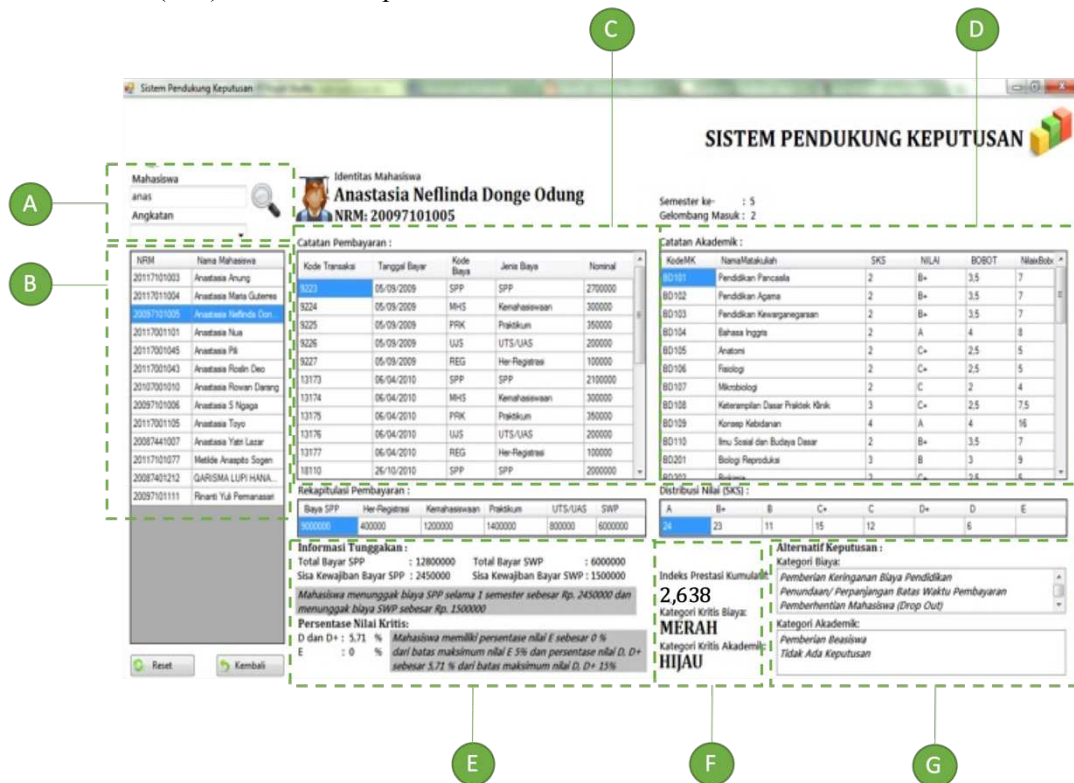 C
D
Sistem Pendukung Keputusan
SISTEM PENDUKUNG KEPUTUSAN
A
Mahasiswa
anas
Angkatan
Identitas Mahasiswa
Anastasia Neflinda Donge Odung
NRM: 20097101005
Semester ke- : 5
Gelombang Masuk : 2
B
NRM Nama Mahasiswa
20117101003 Anastasia Arung
20117011004 Anastasia Maria Guterres
20097101005 Anastasia Neflinda Don...
20117001101 Anastasia Nua
20117001045 Anastasia Pili
20117001043 Anastasia Roslin Deo
20107001010 Anastasia Rowan Darang
20097101006 Anastasia S Ngaga
20117001105 Anastasia Toyo
20087441007 Anastasia Yatri Lazar
20117101077 Metilde Anaspito Sogen
20087401212 QARISMA LUPI HANA...
20097101111 Rinanti Yuli Permanasari
Reset Kembali
Catatan Pembayaran :
Kode Transaksi Tanggal Bayar Kode Biaya Jenis Biaya Nominal
9223 05/09/2009 SPP SPP 2700000
9224 05/09/2009 MHS Kemahasiswaan 300000
9225 05/09/2009 PRK Praktikum 350000
9226 05/09/2009 UJS UTS/UAS 200000
9227 05/09/2009 REG Her-Registrasi 100000
13173 06/04/2010 SPP SPP 2100000
13174 06/04/2010 MHS Kemahasiswaan 300000
13175 06/04/2010 PRK Praktikum 350000
13176 06/04/2010 UJS UTS/UAS 200000
13177 06/04/2010 REG Her-Registrasi 100000
18110 26/10/2010 SPP SPP 2000000
Catatan Akademik :
KodeMK NamaMatakuliah SKS NILAI BOBOT NilaixBobo
BD101 Pendidikan Pancasila 2 B+ 3,5 7
BD102 Pendidikan Agama 2 B+ 3,5 7
BD103 Pendidikan Kewarganegaraan 2 B+ 3,5 7
BD104 Bahasa Inggris 2 A 4 8
BD105 Anatomi 2 C+ 2,5 5
BD106 Fisiologi 2 C+ 2,5 5
BD107 Mikrobiologi 2 C 2 4
BD108 Keterampilan Dasar Praktek Klinik 3 C+ 2,5 7,5
BD109 Konsep Kebidanan 4 A 4 16
BD110 Ilmu Sosial dan Budaya Dasar 2 B+ 3,5 7
BD201 Biologi Reproduksi 3 B 3 9
Rekapitulasi Pembayaran :
Biaya SPP Her-Registrasi Kemahasiswaan Praktikum UTS/UAS SWP
9000000 400000 1200000 1400000 800000 6000000
Distribusi Nilai (SKS) :
A B+ B C+ C D+ D E
24 23 11 15 12 6
Informasi Tunggakan :
Total Bayar SPP : 12800000 Total Bayar SWP : 6000000
Sisa Kewajiban Bayar SPP : 2450000 Sisa Kewajiban Bayar SWP : 1500000
Mahasiswa menunggak biaya SPP selama 1 semester sebesar Rp. 2450000 dan
menunggak biaya SWP sebesar Rp. 1500000
Persentase Nilai Kritis:
D dan D+ : 5,71 %
E : 0 %
Mahasiswa memiliki persentase nilai E sebesar 0 %
dari batas maksimum nilai E 5% dan persentase nilai D, D+
sebesar 5,71 % dari batas maksimum nilai D, D+ 15%
Indeks Prestasi Kumulatif:
2,638
Kategori Kritis Biaya:
MERAH
Kategori Kritis Akademik:
HIJAU
Alternatif Keputusan :
Kategori Biaya:
Pemberian Keringanan Biaya Pendidikan
Penundaan/ Perpanjangan Batas Waktu Pembayaran
Pemberhentian Mahasiswa (Drop Out)
Kategori Akademik:
Pemberian Beasiswa
Tidak Ada Keputusan
E
F
G